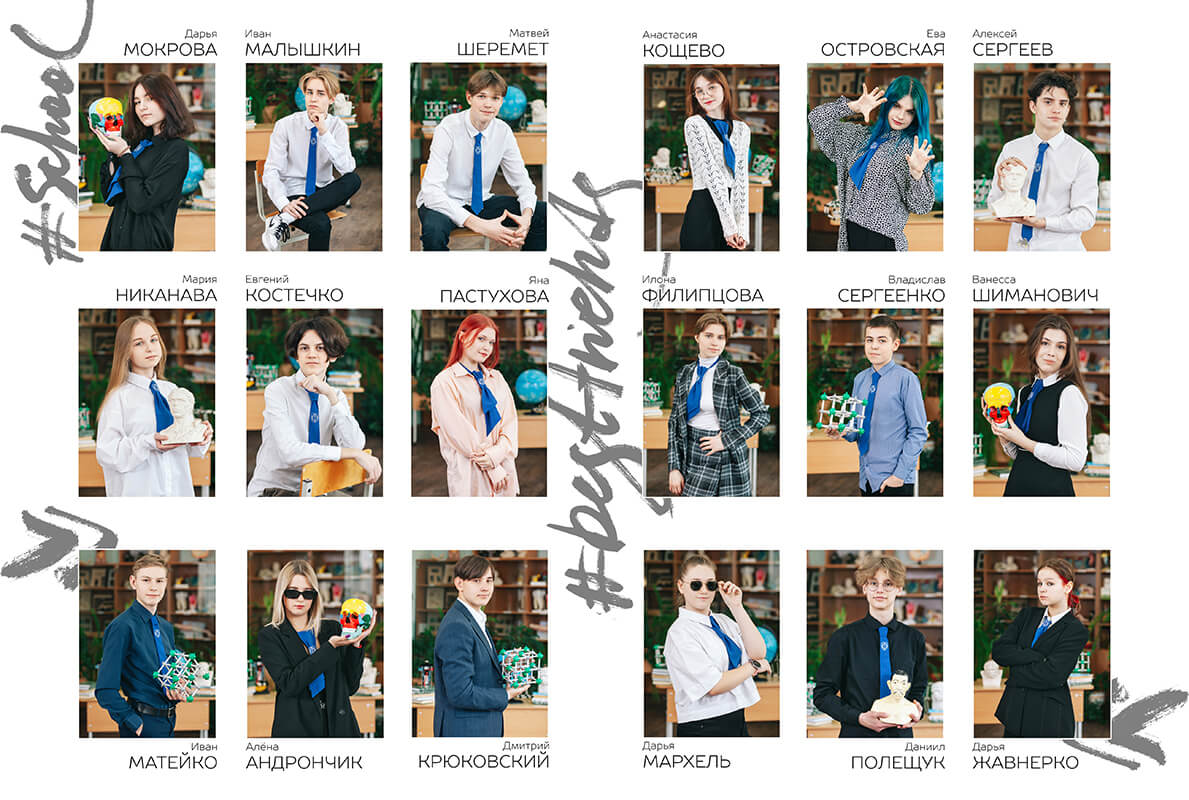 #School
Дарья
МОКРОВА
Иван
МАЛЫШКИН
Матвей
ШЕРЕМЕТ
Анастасия
КОЩЕВО
Ева
ОСТРОВСКАЯ
Алексей
СЕРГЕЕВ
Мария
НИКАНАВА
Евгений
КОСТЕЧКО
Яна
ПАСТУХОВА
Илона
ФИЛИПЦОВА
Владислав
СЕРГЕЕНКО
Ванесса
ШИМАНОВИЧ
#bestfriends
Иван
МАТЕЙКО
Алёна
АНДРОНЧИК
Дмитрий
КРЮКОВСКИЙ
Дарья
МАРХЕЛЬ
Даниил
ПОЛЕЩУК
Дарья
ЖАВНЕРКО